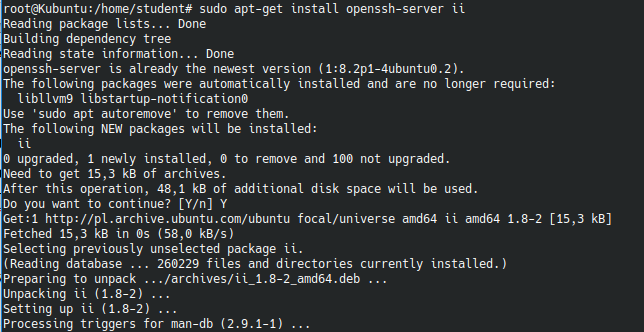 root@Kubuntu:/home/student# sudo apt-get install openssh-server ii
Reading package lists... Done
Building dependency tree
Reading state information... Done
openssh-server is already the newest version (1:8.2p1-4ubuntu0.2).
The following packages were automatically installed and are no longer required:
  libllvm9 libstartup-notification0
Use 'sudo apt autoremove' to remove them.
The following NEW packages will be installed:
  ii
0 upgraded, 1 newly installed, 0 to remove and 100 not upgraded.
Need to get 15,3 kB of archives.
After this operation, 48,1 kB of additional disk space will be used.
Do you want to continue? [Y/n] Y
Get:1 http://pl.archive.ubuntu.com/ubuntu focal/universe amd64 ii amd64 1.8-2 [15,3 kB]
Fetched 15,3 kB in 0s (58,0 kB/s)
Selecting previously unselected package ii.
(Reading database ... 260229 files and directories currently installed.)
Preparing to unpack .../archives/ii_1.8-2_amd64.deb ...
Unpacking ii (1.8-2) ...
Setting up ii (1.8-2) ...
Processing triggers for man-db (2.9.1-1) ...